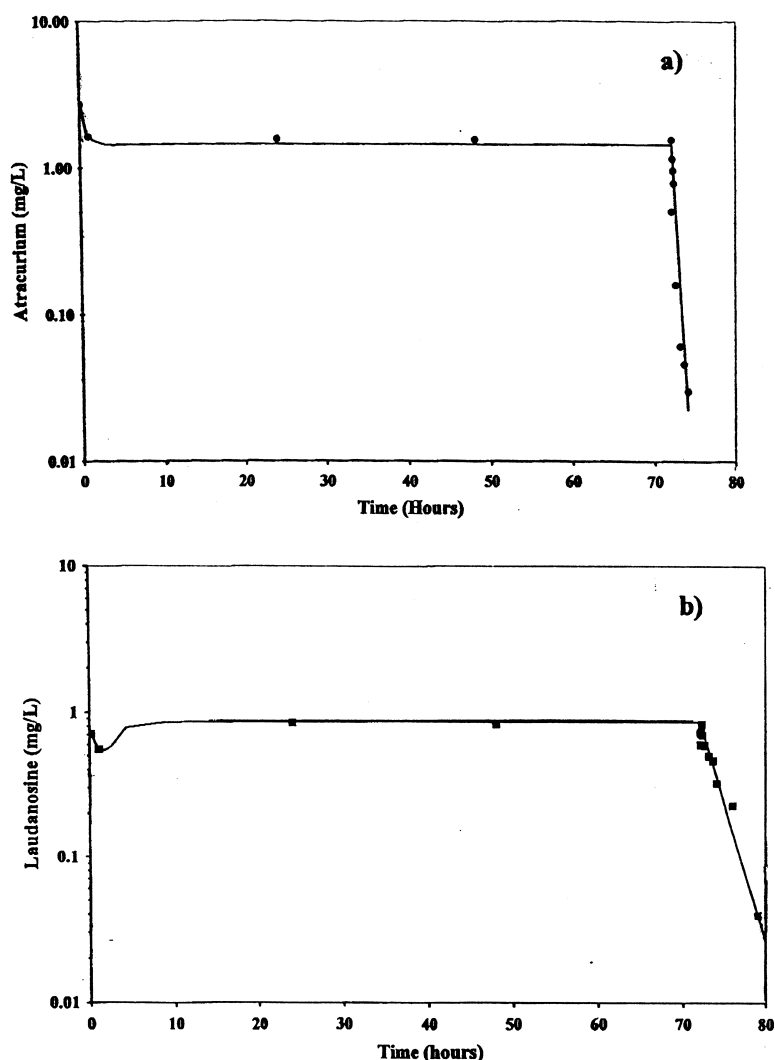 a)
10.00
1.00
0.10
0.01
Atracurium (mg/L)
0 10 20 30 40 50 60 70 80
Time (Hours)
b)
10
1
0.1
0.01
Laudanosine (mg/L)
0 10 20 30 40 50 60 70 80
Time (hours)